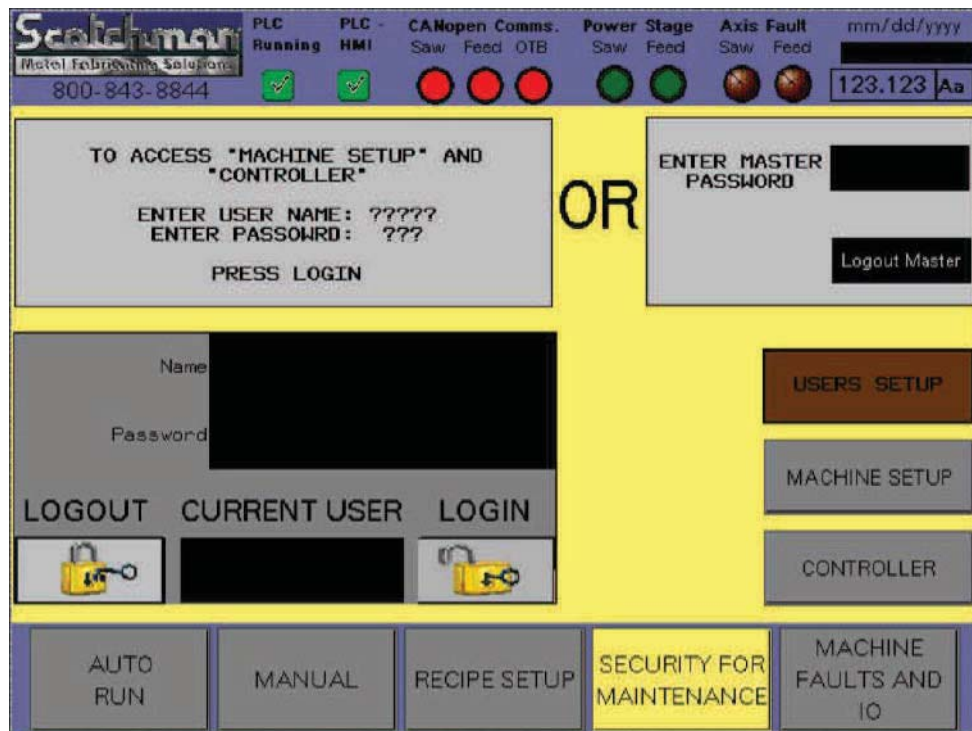 Scotchman
Metal Fabricating Solutions
800-843-8844
PLC Running
PLC - HMI
CANopen Comms.
Saw Feed OTB
Power Stage
Saw Feed
Axis Fault
Saw Feed
mm/dd/yyyy
123.123 Aa
TO ACCESS "MACHINE SETUP" AND
"CONTROLLER"
ENTER USER NAME: ?????
ENTER PASSOWRD: ???
PRESS LOGIN
OR
ENTER MASTER
PASSWORD
Logout Master
Name
Password
LOGOUT CURRENT USER LOGIN
USERS SETUP
MACHINE SETUP
CONTROLLER
AUTO
RUN
MANUAL
RECIPE SETUP
SECURITY FOR
MAINTENANCE
MACHINE
FAULTS AND
IO